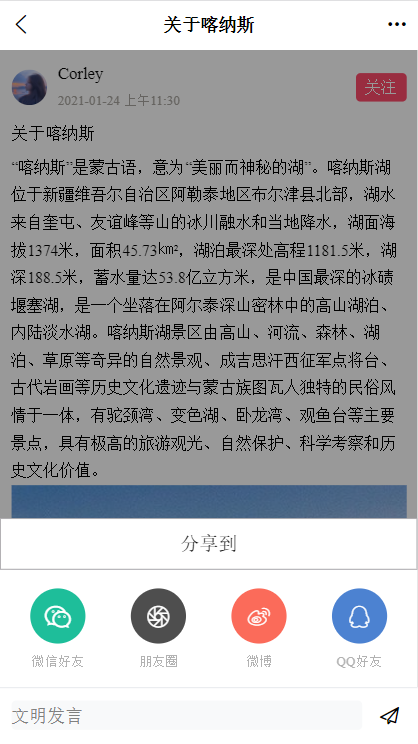 关于喀纳斯
Corley
2021-01-24 上午11:30
关注
关于喀纳斯
“喀纳斯”是蒙古语，意为“美丽而神秘的湖”。喀纳斯湖
位于新疆维吾尔自治区阿勒泰地区布尔津县北部，湖水
来自奎屯、友谊峰等山的冰川融水和当地降水，湖面海
拔1374米，面积45.73㎢²，湖泊最深处高程1181.5米，湖
深188.5米，蓄水量达53.8亿立方米，是中国最深的冰碛
堰塞湖，是一个坐落在阿尔泰深山密林中的高山湖泊、
内陆淡水湖。喀纳斯湖景区由高山、河流、森林、湖
泊、草原等奇异的自然景观、成吉思汗西征军点将台、
古代岩画等历史文化遗迹与蒙古族图瓦人独特的民俗风
情于一体，有驼颈湾、变色湖、卧龙湾、观鱼台等主要
景点，具有极高的旅游观光、自然保护、科学考察和历
史文化价值。
分享到
微信好友
朋友圈
微博
QQ好友
文明发言